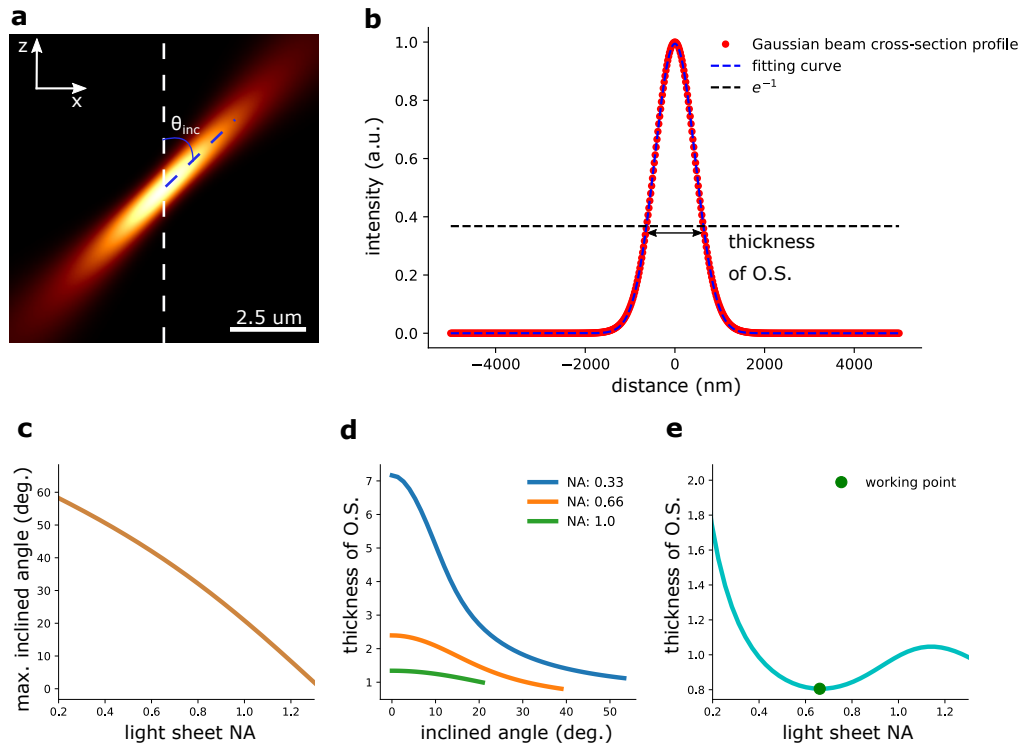 a
z
x
θinc
2.5 um
b
intensity (a.u.)
1.0
0.8
0.6
0.4
0.2
0.0
Gaussian beam cross-section profile
fitting curve
e⁻¹
thickness
of O.S.
−4000
−2000
0
2000
4000
distance (nm)
c
max. inclined angle (deg.)
60
50
40
30
20
10
0
0.2
0.4
0.6
0.8
1.0
1.2
light sheet NA
d
thickness of O.S.
7
6
5
4
3
2
1
NA: 0.33
NA: 0.66
NA: 1.0
0
10
20
30
40
50
inclined angle (deg.)
e
thickness of O.S.
2.0
1.8
1.6
1.4
1.2
1.0
0.8
working point
0.2
0.4
0.6
0.8
1.0
1.2
light sheet NA